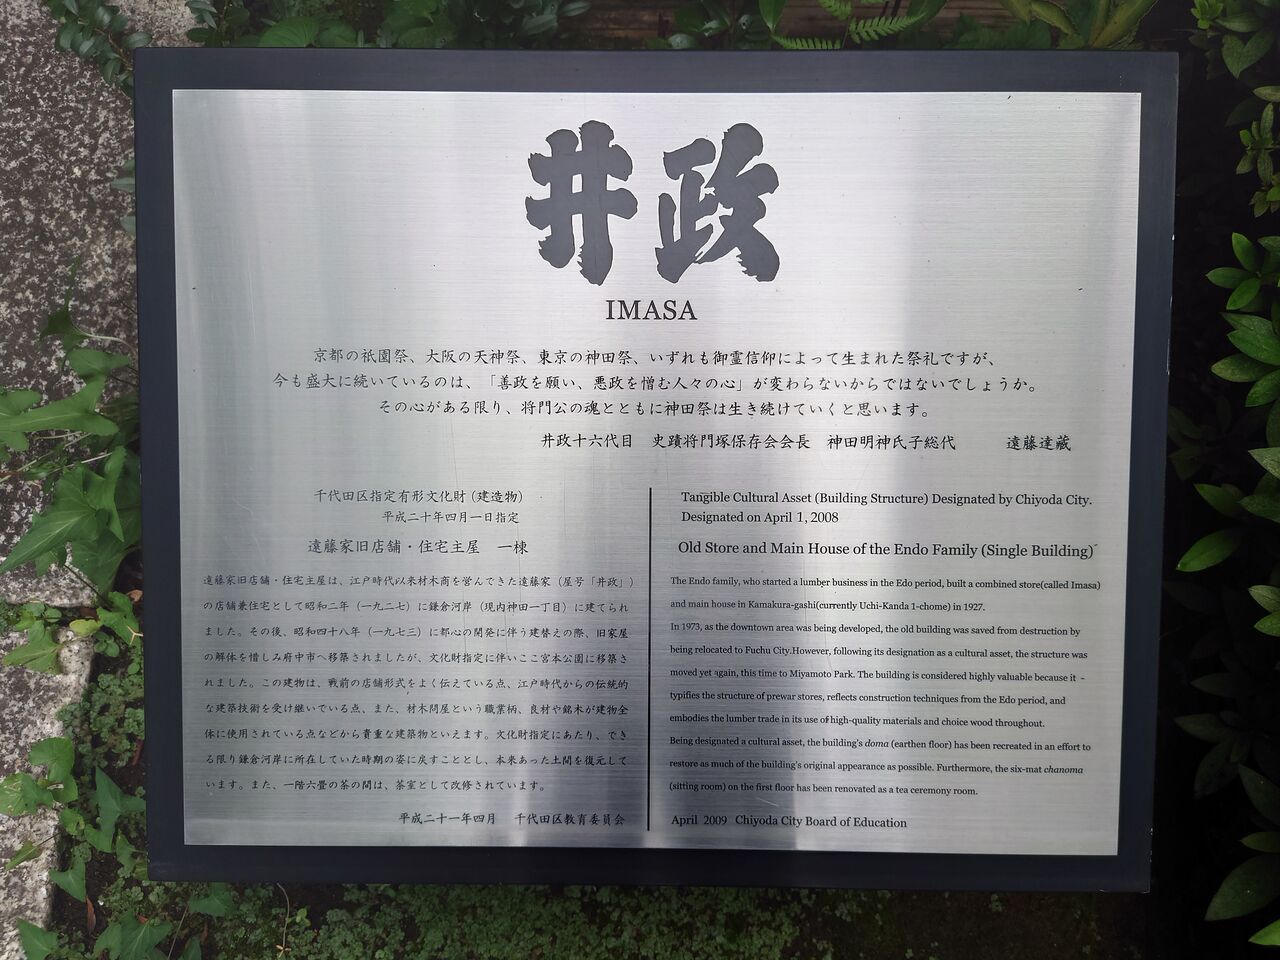 井政
IMASA
京都の祇園祭、大阪の天神祭、東京の神田祭、いずれも御霊信仰によって生まれた祭礼ですが、
今も盛大に続いているのは、「善政を願い、悪政を憎む人々の心」が変わらないからではないでしょうか。
その心がある限り、将門公の魂とともに神田祭は生き続けていくと思います。
井政十六代目　史蹟将門塚保存会会長　神田明神氏子総代　　遠藤達藏
千代田区指定有形文化財（建造物）
平成二十年四月一日指定
遠藤家旧店舗・住宅主屋　一棟
遠藤家旧店舗・住宅主屋は、江戸時代以来材木商を営んできた遠藤家（屋号「井政」）
の店舗兼住宅として昭和二年（一九二七）に鎌倉河岸（現内神田一丁目）に建てられ
ました。その後、昭和四十八年（一九七三）に都心の開発に伴う建替えの際、旧家屋
の解体を惜しみ府中市へ移築されましたが、文化財指定に伴いここ宮本公園に移築さ
れました。この建物は、戦前の店舗形式をよく伝えている点、江戸時代からの伝統的
な建築技術を受け継いでいる点、また、材木問屋という職業柄、良材や銘木が建物全
体に使用されている点などから貴重な建築物といえます。文化財指定にあたり、でき
る限り鎌倉河岸に所在していた時期の姿に戻すこととし、本来あった土間を復元して
います。また、一階六畳の茶の間は、茶室として改修されています。
平成二十一年四月　千代田区教育委員会
Tangible Cultural Asset (Building Structure) Designated by Chiyoda City.
Designated on April 1, 2008
Old Store and Main House of the Endo Family (Single Building)
The Endo family, who started a lumber business in the Edo period, built a combined store(called Imasa)
and main house in Kamakura-gashi(currently Uchi-Kanda 1-chome) in 1927.
In 1973, as the downtown area was being developed, the old building was saved from destruction by
being relocated to Fuchu City.However, following its designation as a cultural asset, the structure was
moved yet again, this time to Miyamoto Park. The building is considered highly valuable because it -
typifies the structure of prewar stores, reflects construction techniques from the Edo period, and
embodies the lumber trade in its use of high-quality materials and choice wood throughout.
Being designated a cultural asset, the building's doma (earthen floor) has been recreated in an effort to
restore as much of the building's original appearance as possible. Furthermore, the six-mat chanoma
(sitting room) on the first floor has been renovated as a tea ceremony room.
April 2009 Chiyoda City Board of Education